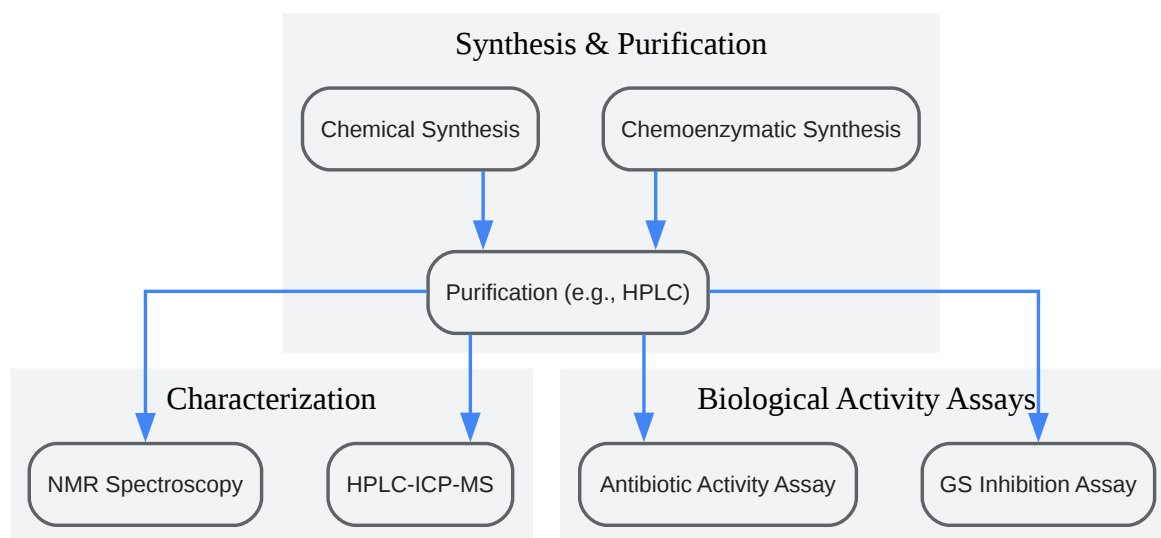 Synthesis & Purification
Chemical Synthesis
Chemoenzymatic Synthesis
Purification (e.g., HPLC)
Characterization
Biological Activity Assays
NMR Spectroscopy
HPLC-ICP-MS
Antibiotic Activity Assay
GS Inhibition Assay